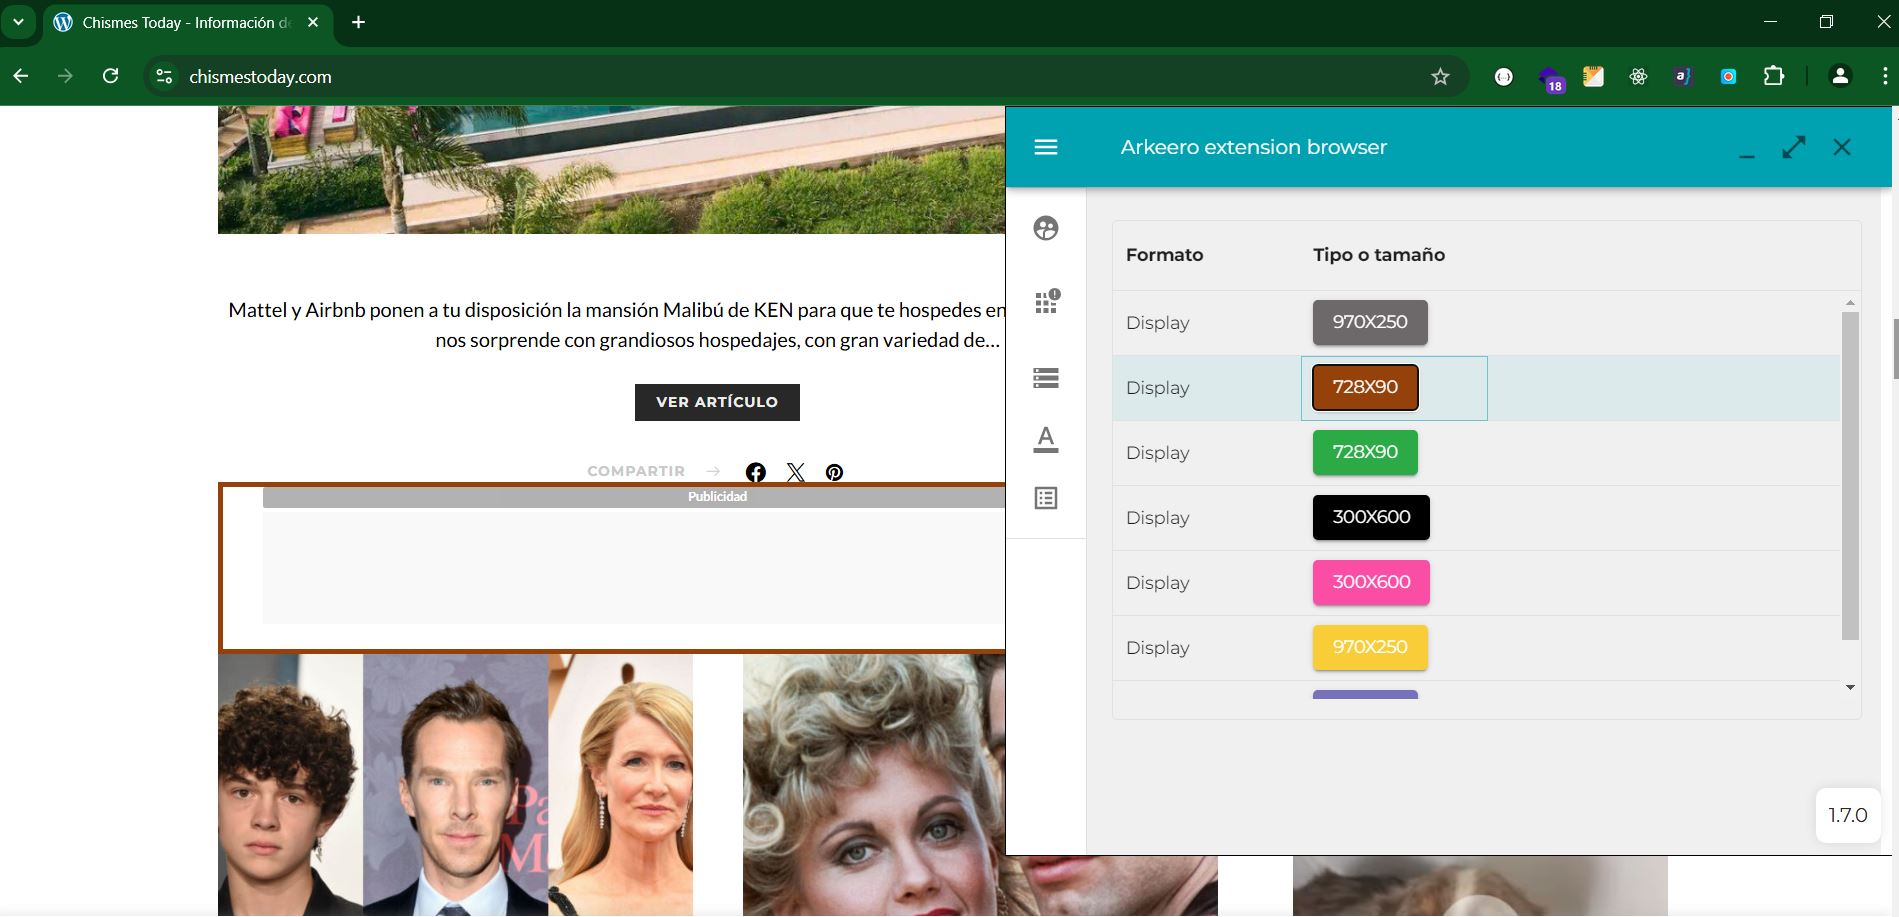 Chismes Today - Información de
chismestoday.com
18
a}
Arkeero extension browser
Formato
Tipo o tamaño
Display
970X250
Display
728X90
Display
728X90
Display
300X600
Display
300X600
Display
970X250
1.7.0
Mattel y Airbnb ponen a tu disposición la mansión Malibú de KEN para que te hospedes en
nos sorprende con grandiosos hospedajes, con gran variedad de...
VER ARTÍCULO
COMPARTIR
Publicidad